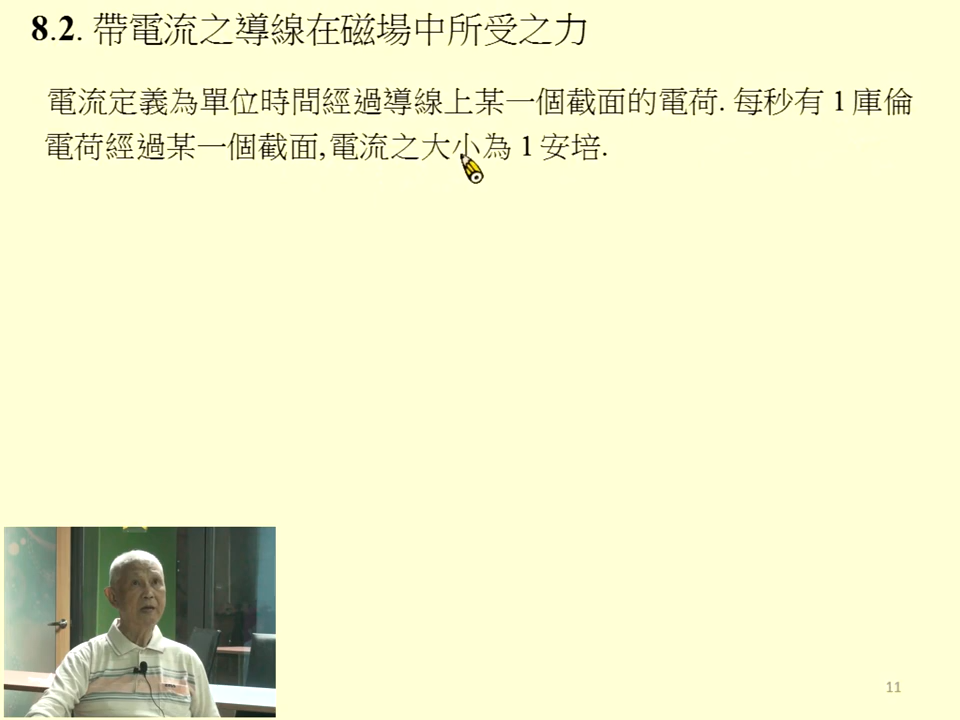 8.2. 帶電流之導線在磁場中所受之力
電流定義為單位時間經過導線上某一個截面的電荷. 每秒有 1 庫倫
電荷經過某一個截面,電流之大小為 1 安培.
11